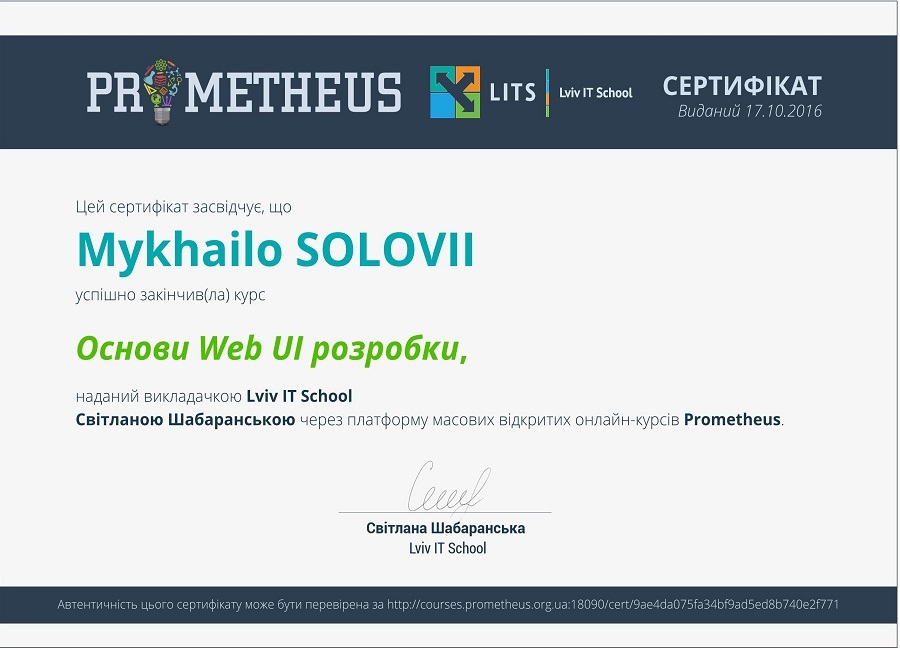 PROMETHEUS
LITS
Lviv IT School
СЕРТИФІКАТ
Виданий 17.10.2016
Цей сертифікат засвідчує, що
Mykhailo SOLOVII
успішно закінчив(ла) курс
Основи Web UI розробки,
наданий викладачкою Lviv IT School
Світланою Шабаранською через платформу масових відкритих онлайн-курсів Prometheus.
Світлана Шабаранська
Lviv IT School
Автентичність цього сертифікату може бути перевірена за http://courses.prometheus.org.ua:18090/cert/9ae4da075fa34bf9ad5ed8b740e2f771